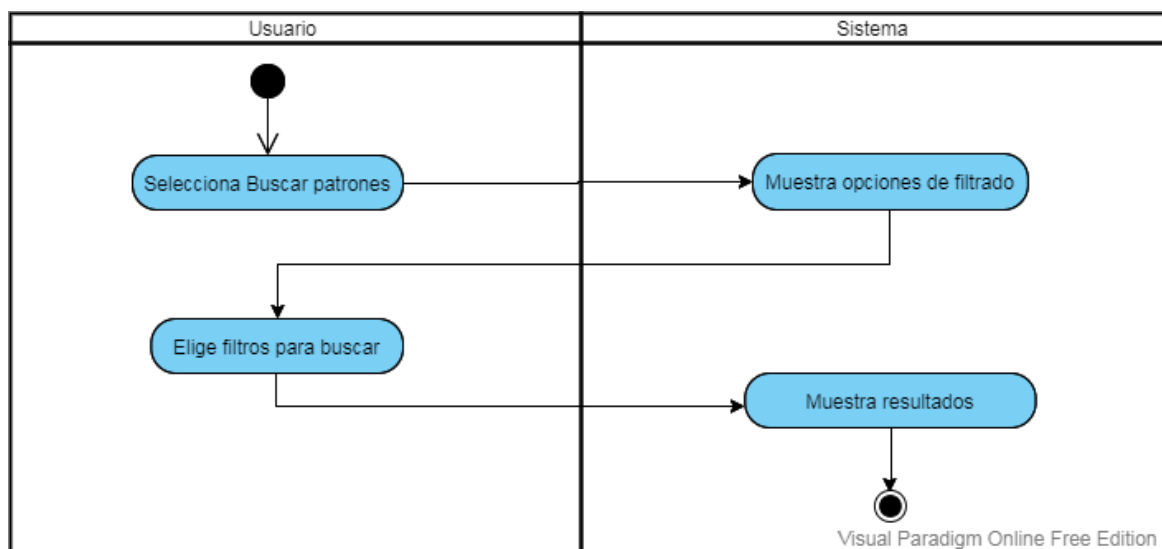 Usuario
Sistema
Selecciona Buscar patrones
Muestra opciones de filtrado
Elige filtros para buscar
Muestra resultados
Visual Paradigm Online Free Edition